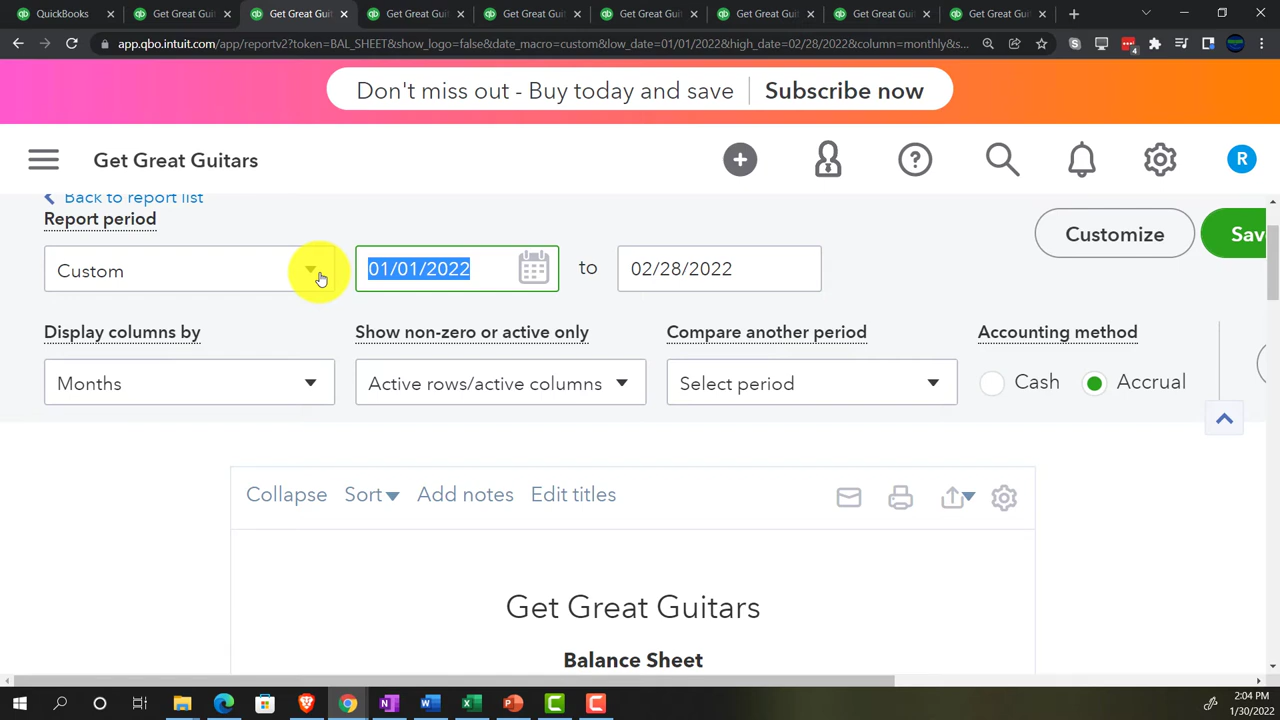 QuickBooks
Get Great Gui
Get Great Gui
Get Great Gui
Get Great Gui
Get Great Gui
Get Great Gui
Get Great Gui
Get Great Gui
app.qbo.intuit.com/app/reportv2?token=BAL_SHEET&show_logo=false&date_macro=custom&low_date=01/01/2022&high_date=02/28/2022&column=monthly&s...
4
Don't miss out - Buy today and save
Subscribe now
Get Great Guitars
R
Back to report list
Report period
Customize
Sav
Custom
01/01/2022
to
02/28/2022
Display columns by
Show non-zero or active only
Compare another period
Accounting method
Months
Active rows/active columns
Select period
Cash
Accrual
Collapse
Sort
Add notes
Edit titles
Get Great Guitars
Balance Sheet
2:04 PM
1/30/2022